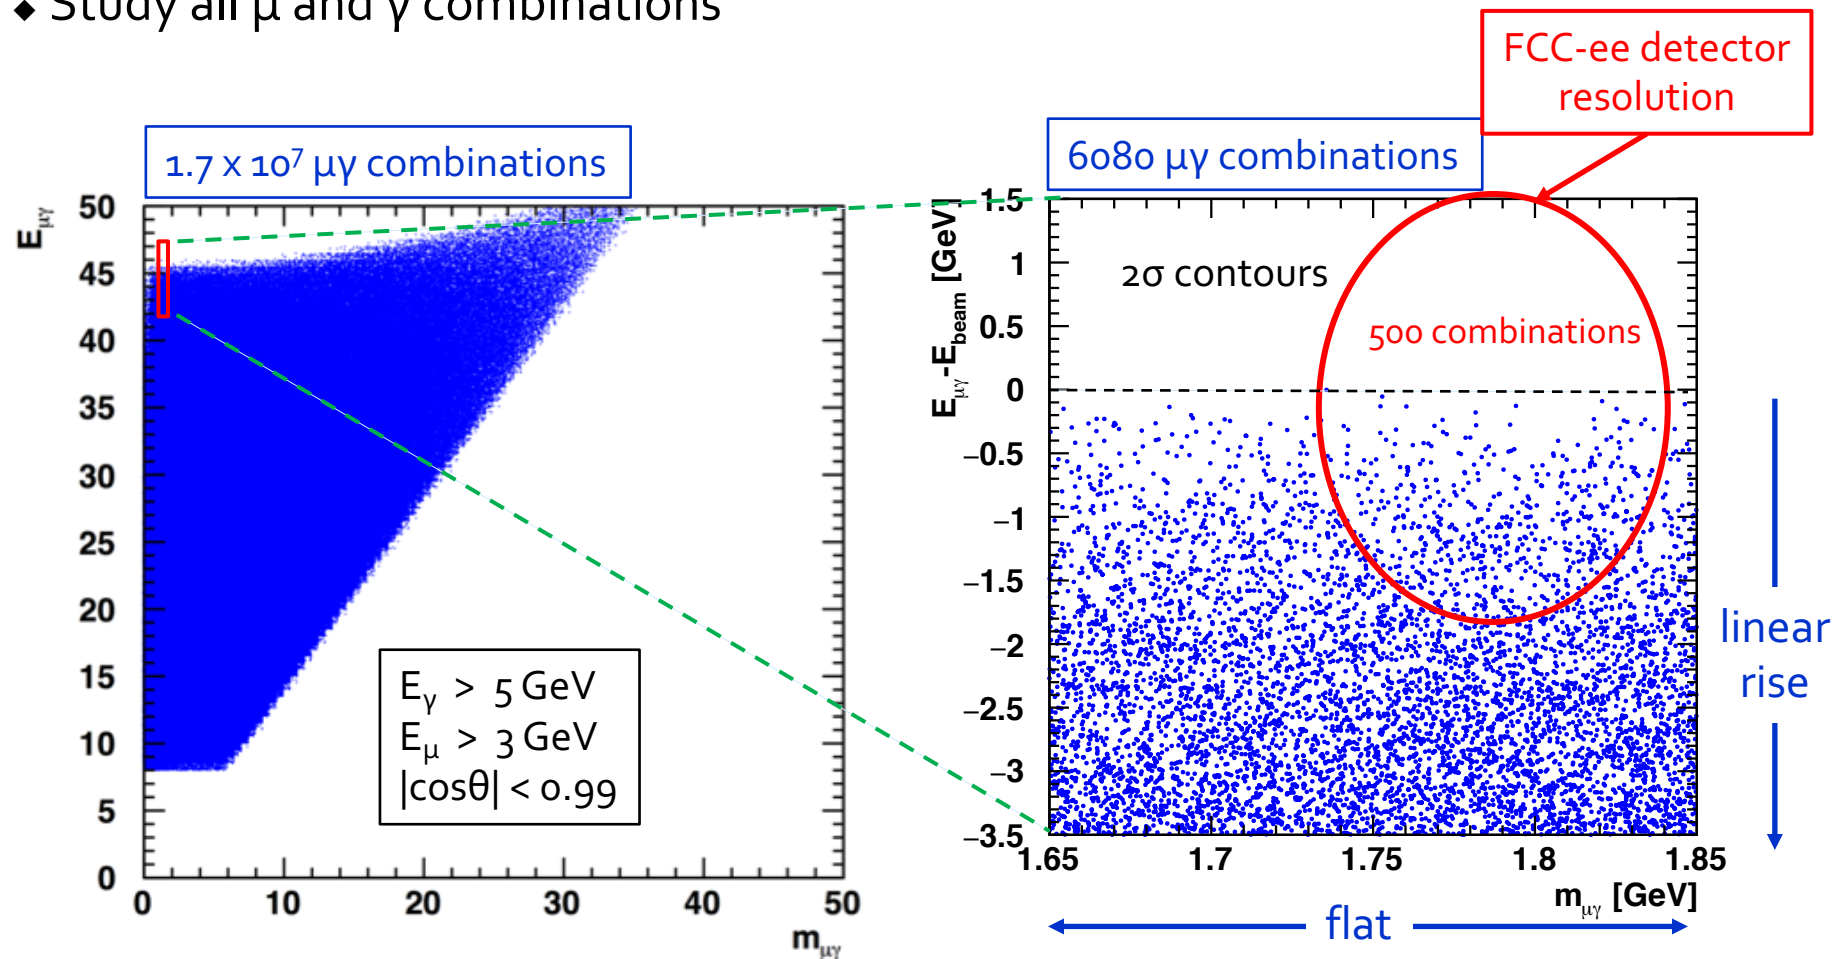 ◆ Study all μ and γ combinations
FCC-ee detector
resolution
1.7 x 10⁷ μγ combinations
6080 μγ combinations
E_μγ
50
45
40
35
30
25
20
15
10
5
0
0 10 20 30 40 50
m_μγ
E_γ > 5 GeV
E_μ > 3 GeV
|cosθ| < 0.99
E_μγ-E_beam [GeV]
1.5
1
0.5
0
−0.5
−1
−1.5
−2
−2.5
−3
−3.5
2σ contours
500 combinations
1.65 1.7 1.75 1.8 1.85
m_μγ [GeV]
linear
rise
flat